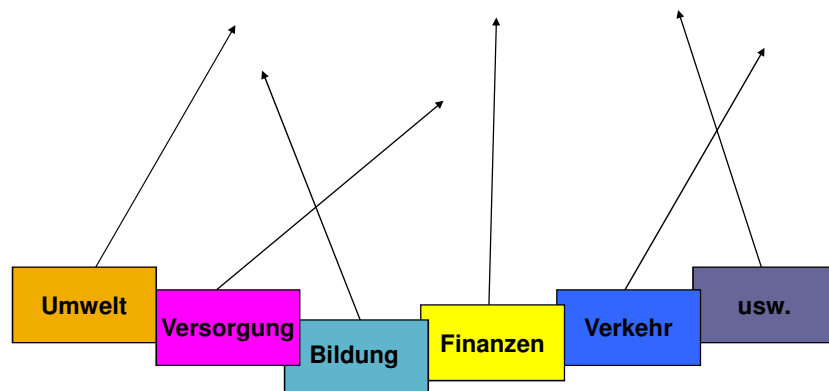 Umwelt
Versorgung
Bildung
Finanzen
Verkehr
usw.